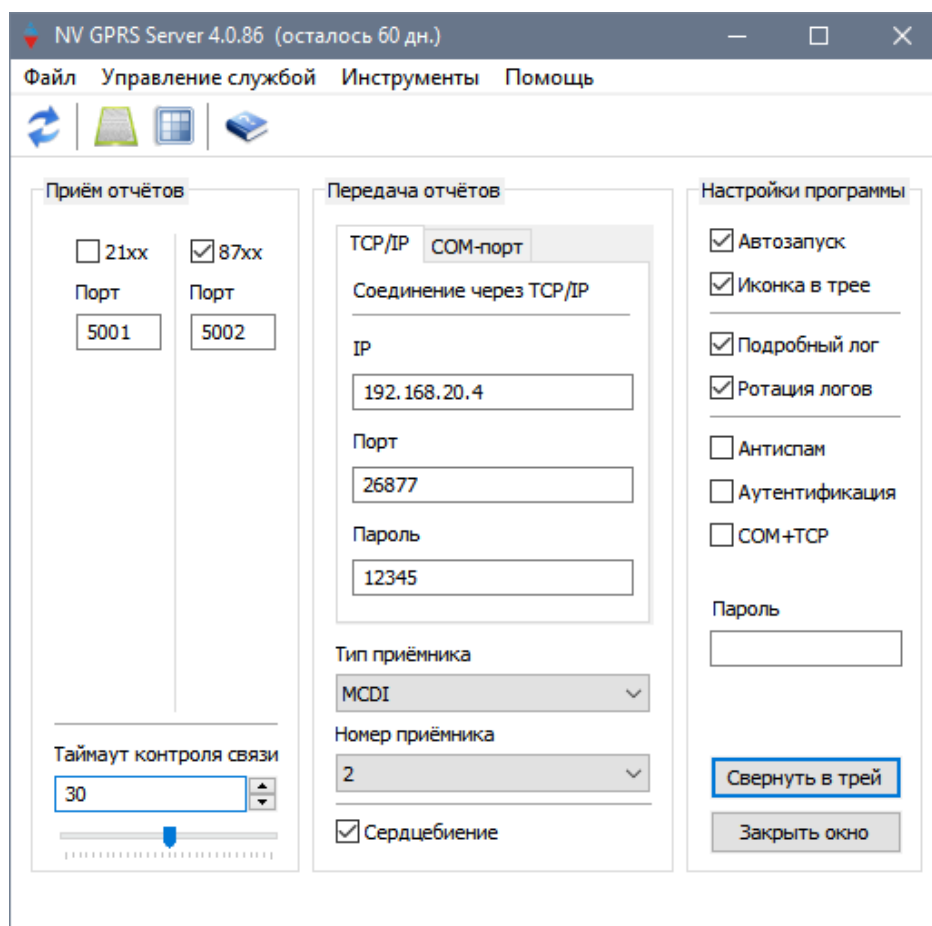 NV GPRS Server 4.0.86 (осталось 60 дн.)
Файл Управление службой Инструменты Помощь
Приём отчётов
21xx 87xx
Порт Порт
5001 5002
Таймаут контроля связи
30
Передача отчётов
TCP/IP COM-порт
Соединение через TCP/IP
IP
192.168.20.4
Порт
26877
Пароль
12345
Тип приёмника
MCDI
Номер приёмника
2
Сердцебиение
Настройки программы
Автозапуск
Иконка в трее
Подробный лог
Ротация логов
Антиспам
Аутентификация
COM+TCP
Пароль
Свернуть в трей
Закрыть окно